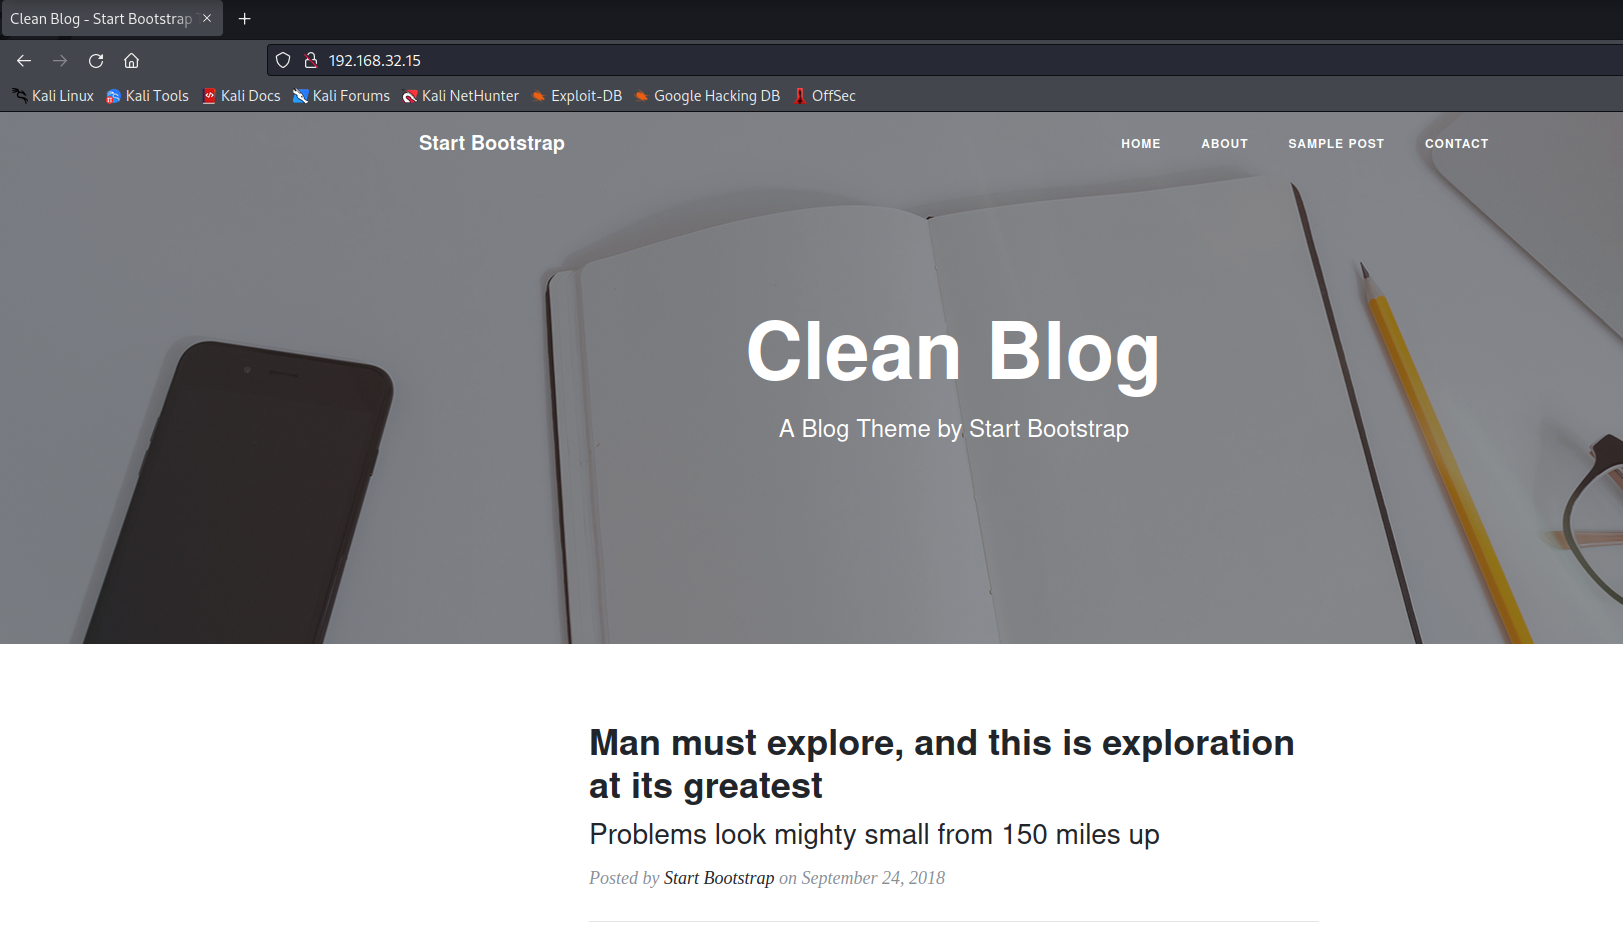 Clean Blog - Start Bootstrap
192.168.32.15
Kali Linux Kali Tools Kali Docs Kali Forums Kali NetHunter Exploit-DB Google Hacking DB OffSec
Start Bootstrap HOME ABOUT SAMPLE POST CONTACT
Clean Blog
A Blog Theme by Start Bootstrap
Man must explore, and this is exploration
at its greatest
Problems look mighty small from 150 miles up
Posted by Start Bootstrap on September 24, 2018